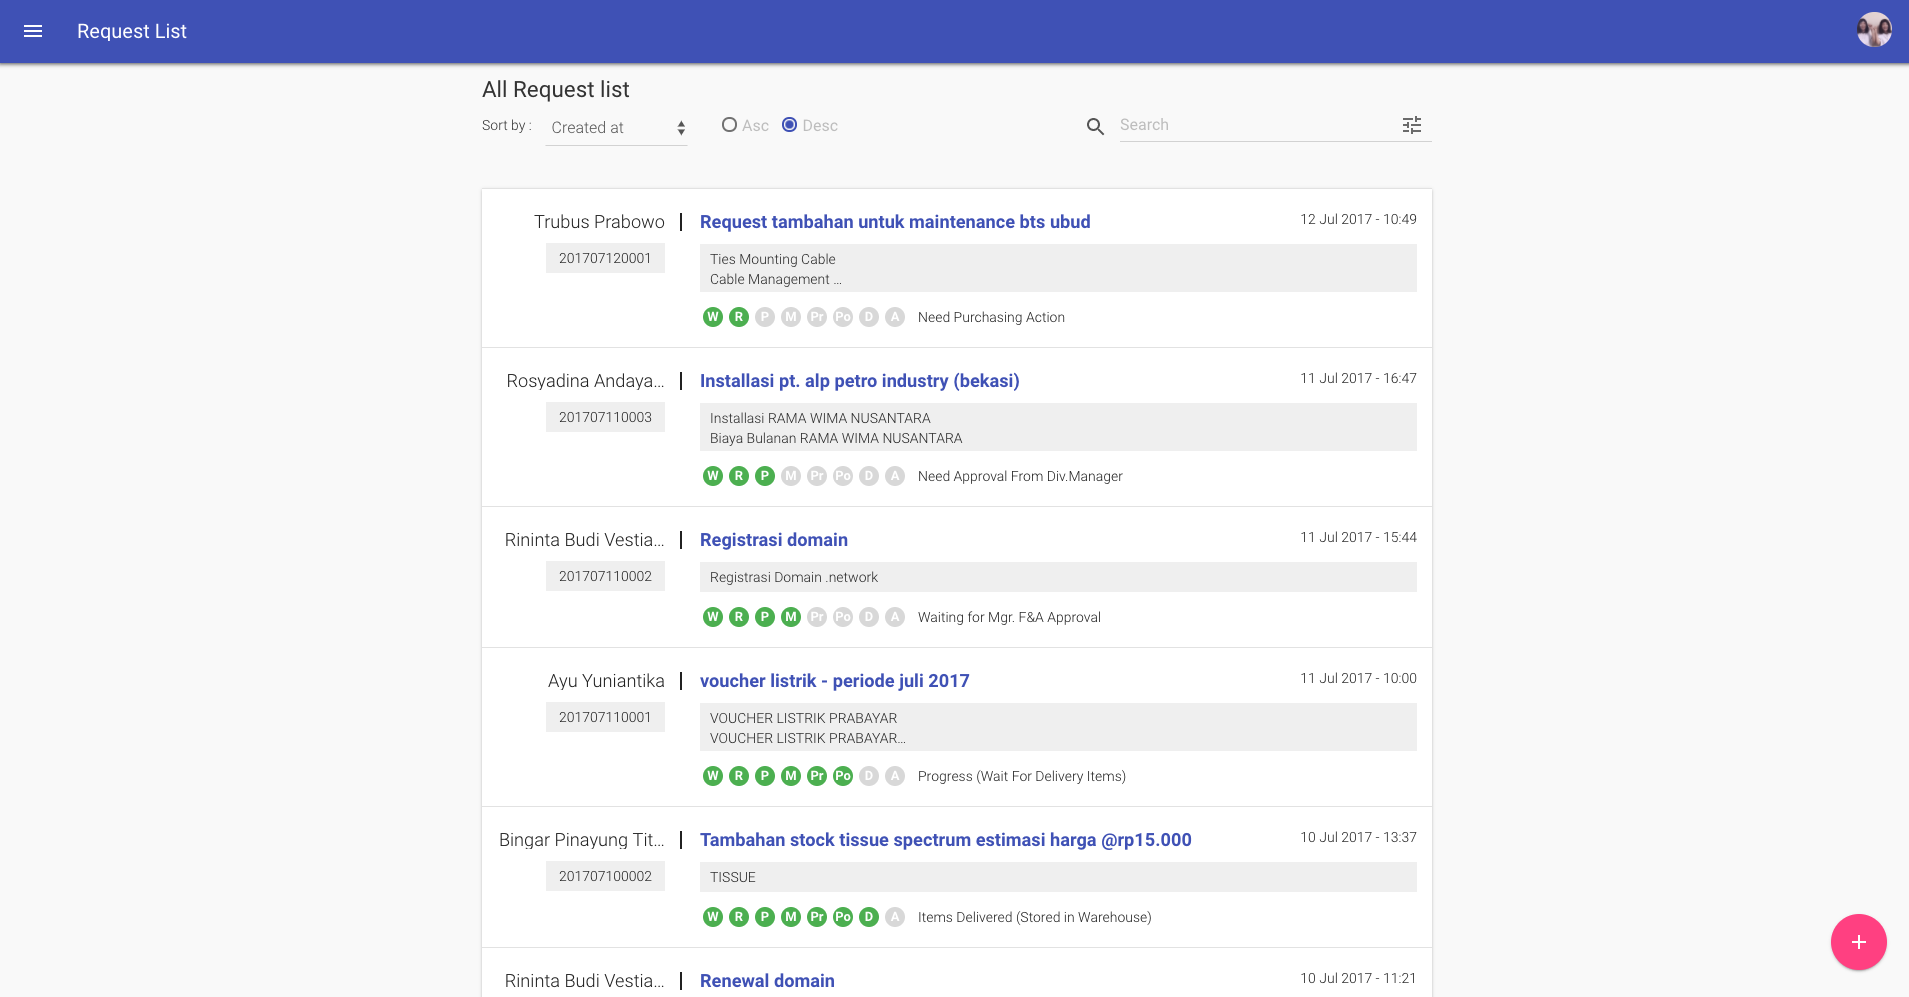 Request List
All Request list
Sort by : Created at Asc Desc Search
Trubus Prabowo Request tambahan untuk maintenance bts ubud 12 Jul 2017 - 10:49
201707120001
Ties Mounting Cable
Cable Management ...
W R P M Pr Po D A Need Purchasing Action
Rosyadina Andaya... Installasi pt. alp petro industry (bekasi) 11 Jul 2017 - 16:47
201707110003
Installasi RAMA WIMA NUSANTARA
Biaya Bulanan RAMA WIMA NUSANTARA
W R P M Pr Po D A Need Approval From Div.Manager
Rininta Budi Vestia... Registrasi domain 11 Jul 2017 - 15:44
201707110002 Registrasi Domain .network
W R P M Pr Po D A Waiting for Mgr. F&A Approval
Ayu Yuniantika voucher listrik - periode juli 2017 11 Jul 2017 - 10:00
201707110001
VOUCHER LISTRIK PRABAYAR
VOUCHER LISTRIK PRABAYAR...
W R P M Pr Po D A Progress (Wait For Delivery Items)
Bingar Pinayung Tit... Tambahan stock tissue spectrum estimasi harga @rp15.000 10 Jul 2017 - 13:37
201707100002 TISSUE
W R P M Pr Po D A Items Delivered (Stored in Warehouse)
Rininta Budi Vestia... Renewal domain 10 Jul 2017 - 11:21